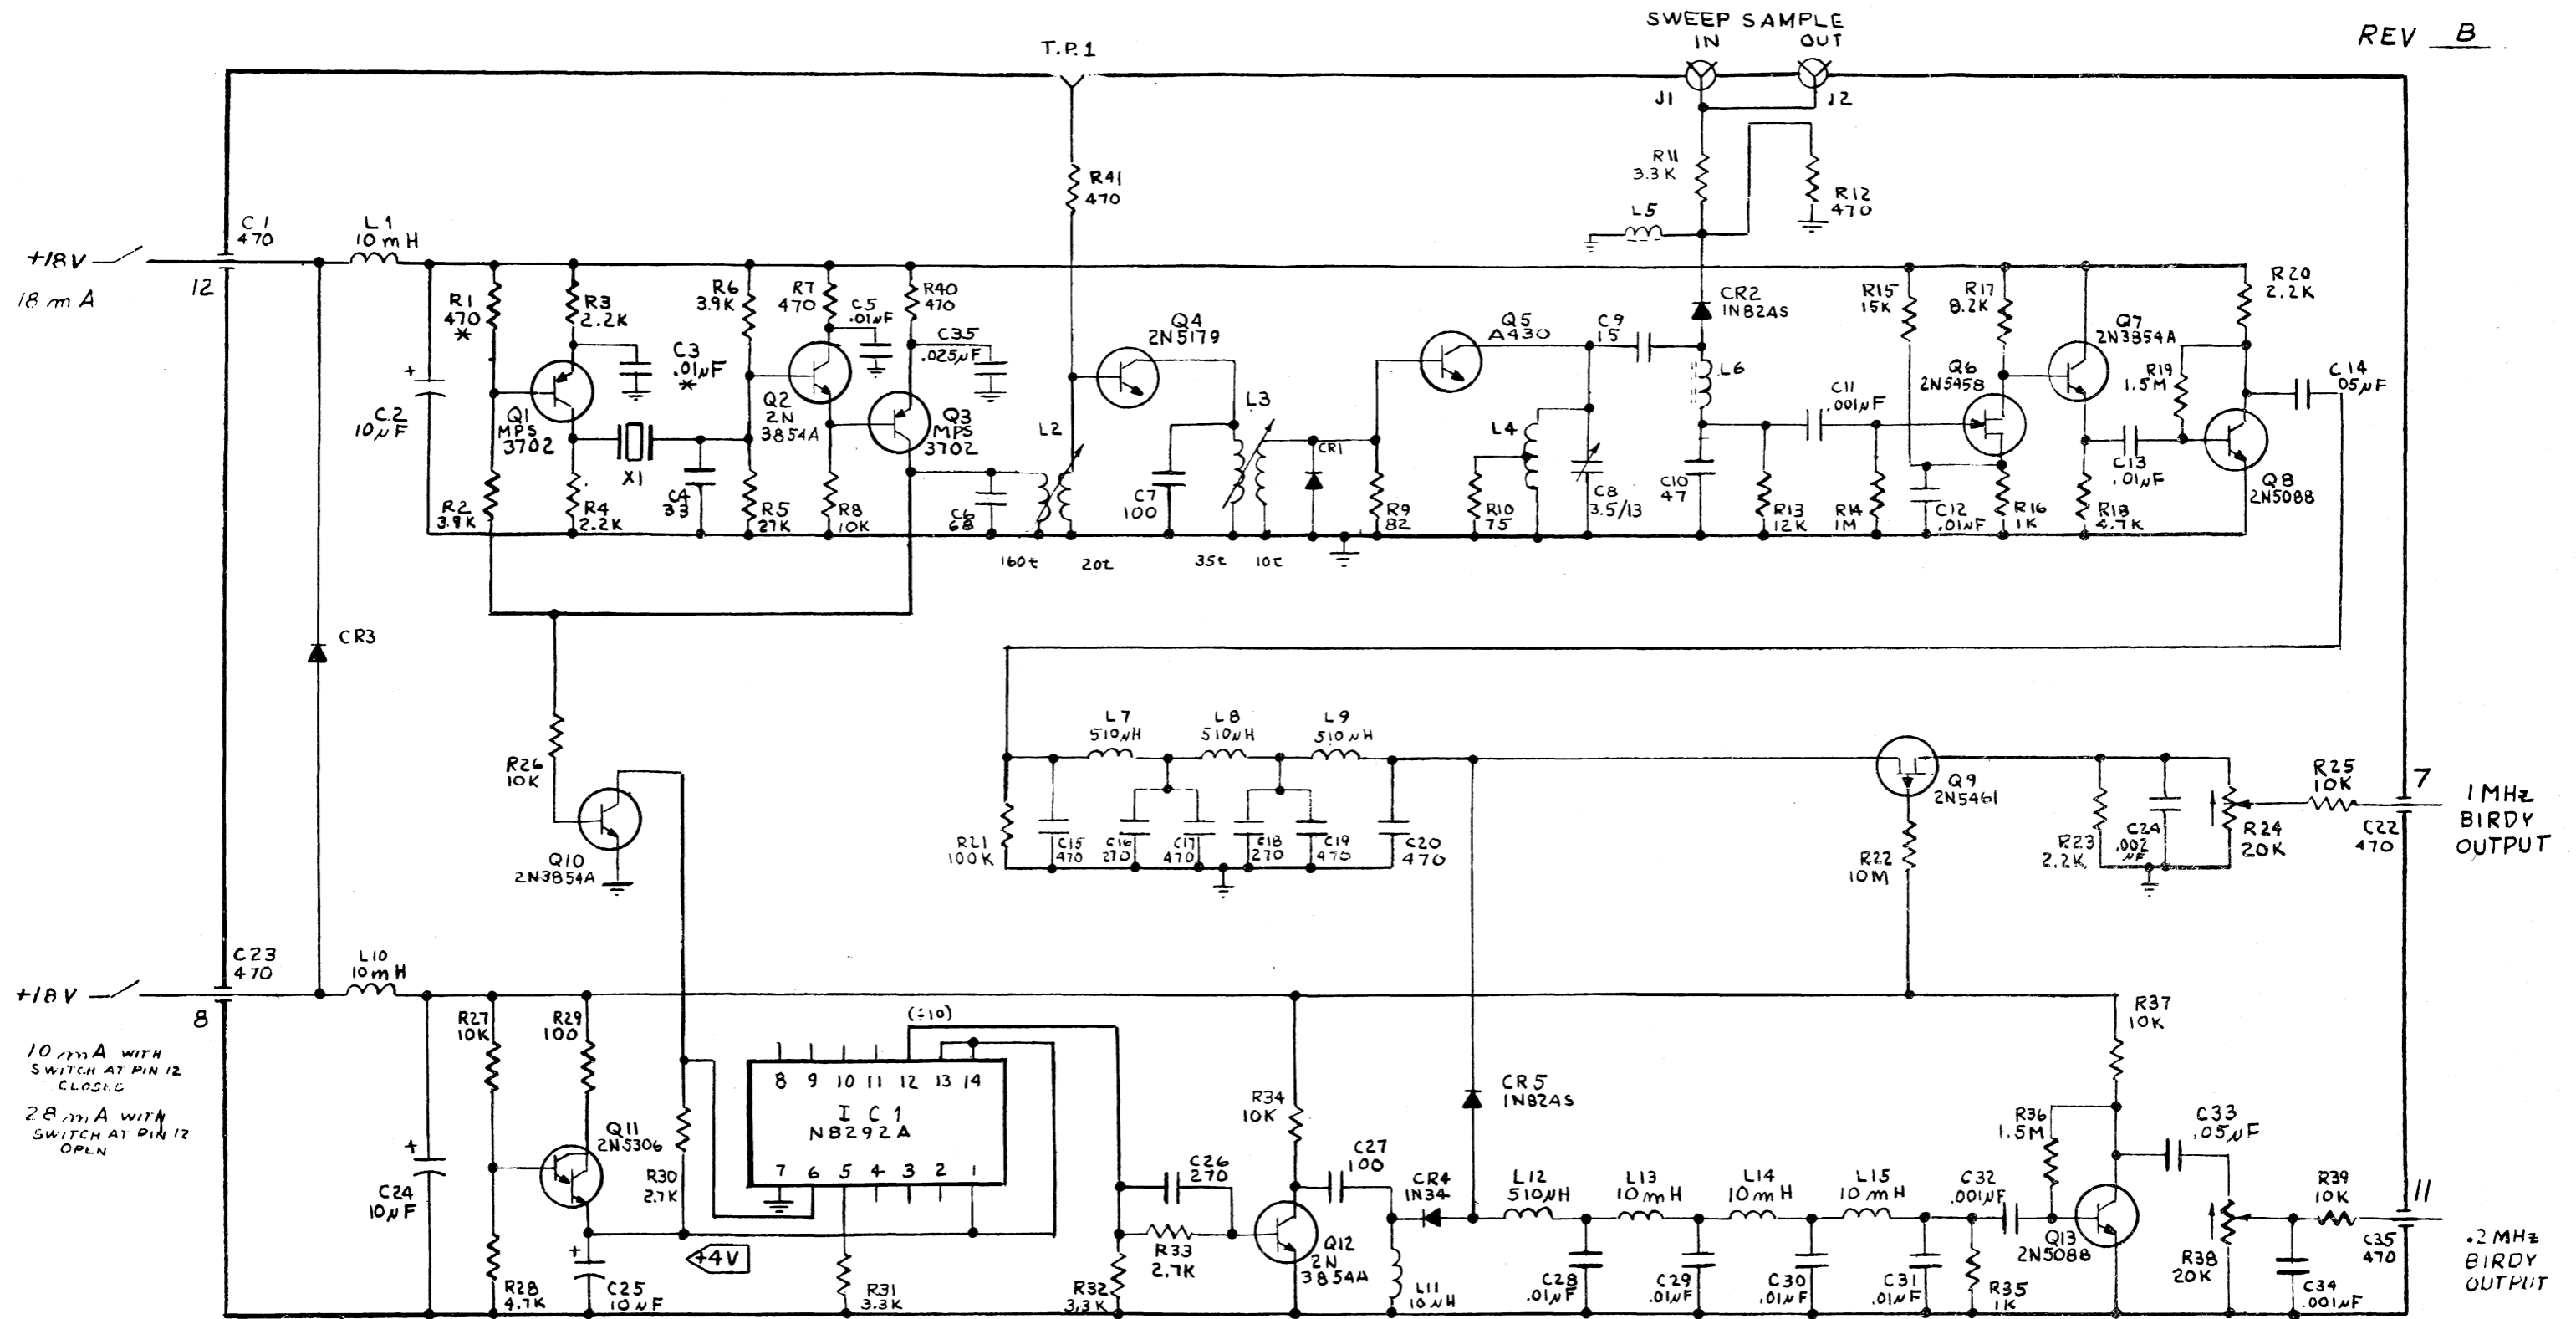 SWEEP SAMPLE
IN OUT
REV B
T.P.1
J1
J2
R11
3.3K
R12
470
L5
R41
470
C1
470
L1
10mH
+18V
12
18 mA
R1
470
*
R3
2.2K
C3
.01µF
*
R6
3.9K
R7
470
C5
.01µF
R40
470
C35
.025µF
Q4
2N5179
Q5
A430
C9
15
CR2
1N82AS
R15
15K
R17
8.2K
Q7
2N3854A
R20
2.2K
+
C2
10µF
Q1
MPS
3702
X1
C4
33
Q2
2N
3854A
Q3
MPS
3702
L2
L3
CR1
L4
L6
C11
.001µF
Q6
2N5458
R19
1.5M
C14
.05µF
R2
3.9K
R4
2.2K
R5
27K
R8
10K
C6
68
C7
100
R9
82
R10
75
C8
3.5/13
C10
47
R13
12K
R14
1M
C12
.01µF
R16
1K
R18
4.7K
C13
.01µF
Q8
2N5088
160t
20t
35t
10t
CR3
L7
510µH
L8
510µH
L9
510µH
R26
10K
Q10
2N3854A
R21
100K
C15
470
C16
270
C17
470
C18
270
C19
470
C20
470
Q9
2N5461
R22
10M
R23
2.2K
C24
.002
µF
R24
20K
R25
10K
7
C22
470
1MHz
BIRDY
OUTPUT
C23
470
L10
10mH
+18V
8
10 mA WITH
SWITCH AT PIN 12
CLOSED
28 mA WITH
SWITCH AT PIN 12
OPEN
R27
10K
R29
100
(÷10)
8 9 10 11 12 13 14
IC1
N8292A
7 6 5 4 3 2 1
R34
10K
CR5
1N82AS
R37
10K
+
C24
10µF
Q11
2N5306
R30
2.7K
C26
270
C27
100
CR4
1N34
L12
510µH
L13
10mH
L14
10mH
L15
10mH
C32
.001µF
R36
1.5M
C33
.05µF
R39
10K
11
+4V
R28
4.7K
+
C25
10µF
R31
3.3K
R32
3.3K
R33
2.7K
Q12
2N
3854A
L11
10µH
C28
.01µF
C29
.01µF
C30
.01µF
C31
.01µF
R35
1K
Q13
2N5088
R38
20K
C34
.001µF
C35
470
.2MHz
BIRDY
OUTPUT